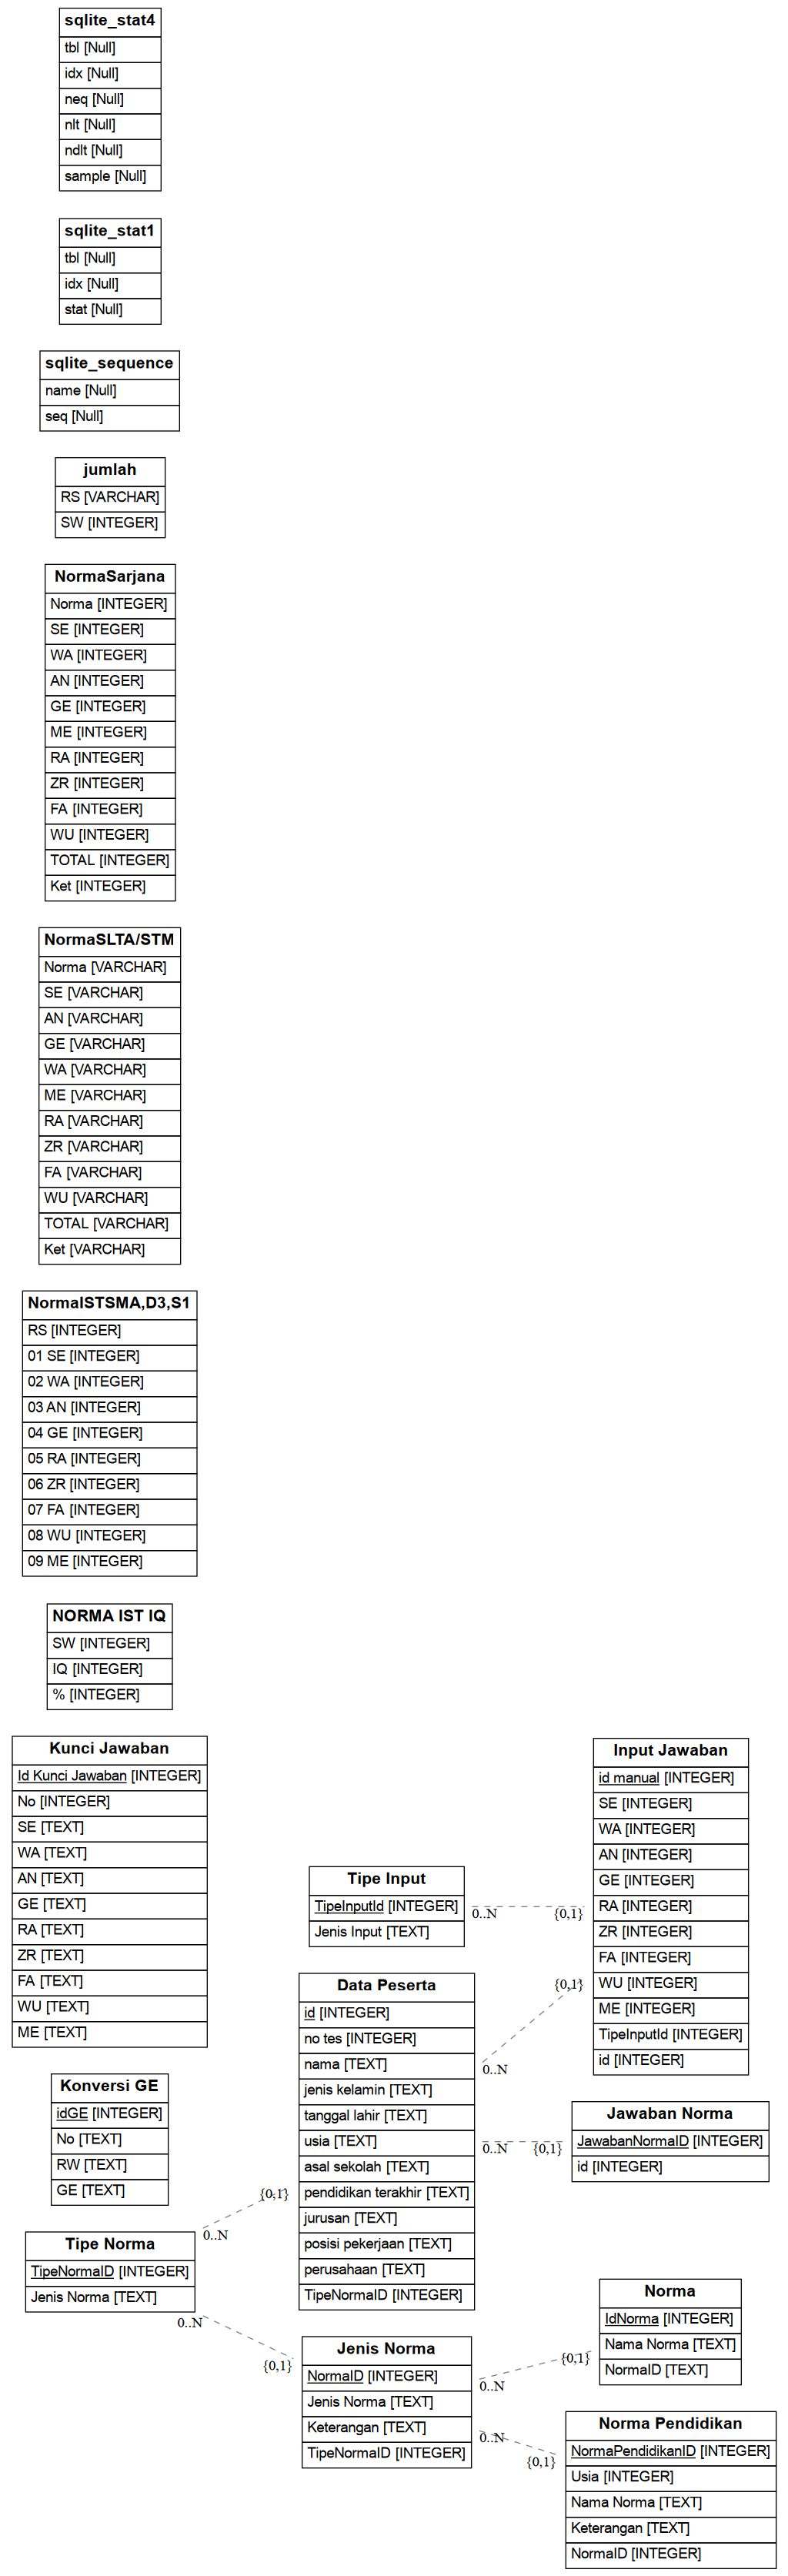 sqlite_stat4
tbl [Null]
idx [Null]
neq [Null]
nlt [Null]
ndlt [Null]
sample [Null]
sqlite_stat1
tbl [Null]
idx [Null]
stat [Null]
sqlite_sequence
name [Null]
seq [Null]
jumlah
RS [VARCHAR]
SW [INTEGER]
NormaSarjana
Norma [INTEGER]
SE [INTEGER]
WA [INTEGER]
AN [INTEGER]
GE [INTEGER]
ME [INTEGER]
RA [INTEGER]
ZR [INTEGER]
FA [INTEGER]
WU [INTEGER]
TOTAL [INTEGER]
Ket [INTEGER]
NormaSLTA/STM
Norma [VARCHAR]
SE [VARCHAR]
AN [VARCHAR]
GE [VARCHAR]
WA [VARCHAR]
ME [VARCHAR]
RA [VARCHAR]
ZR [VARCHAR]
FA [VARCHAR]
WU [VARCHAR]
TOTAL [VARCHAR]
Ket [VARCHAR]
NormaISTSMA,D3,S1
RS [INTEGER]
01 SE [INTEGER]
02 WA [INTEGER]
03 AN [INTEGER]
04 GE [INTEGER]
05 RA [INTEGER]
06 ZR [INTEGER]
07 FA [INTEGER]
08 WU [INTEGER]
09 ME [INTEGER]
NORMA IST IQ
SW [INTEGER]
IQ [INTEGER]
% [INTEGER]
Kunci Jawaban
Id Kunci Jawaban [INTEGER]
No [INTEGER]
SE [TEXT]
WA [TEXT]
AN [TEXT]
GE [TEXT]
RA [TEXT]
ZR [TEXT]
FA [TEXT]
WU [TEXT]
ME [TEXT]
Konversi GE
idGE [INTEGER]
No [TEXT]
RW [TEXT]
GE [TEXT]
Tipe Norma
TipeNormaID [INTEGER]
Jenis Norma [TEXT]
0..N
{0,1}
0..N
{0,1}
Tipe Input
TipeInputId [INTEGER]
Jenis Input [TEXT]
0..N
{0,1}
Data Peserta
id [INTEGER]
no tes [INTEGER]
nama [TEXT]
jenis kelamin [TEXT]
tanggal lahir [TEXT]
usia [TEXT]
asal sekolah [TEXT]
pendidikan terakhir [TEXT]
jurusan [TEXT]
posisi pekerjaan [TEXT]
perusahaan [TEXT]
TipeNormaID [INTEGER]
{0,1}
0..N
0..N
{0,1}
Jenis Norma
NormaID [INTEGER]
Jenis Norma [TEXT]
Keterangan [TEXT]
TipeNormaID [INTEGER]
0..N
{0,1}
0..N
{0,1}
Input Jawaban
id manual [INTEGER]
SE [INTEGER]
WA [INTEGER]
AN [INTEGER]
GE [INTEGER]
RA [INTEGER]
ZR [INTEGER]
FA [INTEGER]
WU [INTEGER]
ME [INTEGER]
TipeInputId [INTEGER]
id [INTEGER]
Jawaban Norma
JawabanNormaID [INTEGER]
id [INTEGER]
Norma
IdNorma [INTEGER]
Nama Norma [TEXT]
NormaID [TEXT]
Norma Pendidikan
NormaPendidikanID [INTEGER]
Usia [INTEGER]
Nama Norma [TEXT]
Keterangan [TEXT]
NormaID [INTEGER]